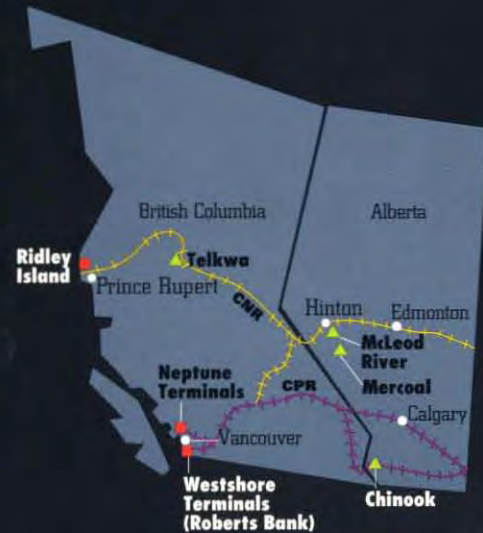 British Columbia
Alberta
Ridley
Island
Telkwa
Prince Rupert
CNR
Hinton
Edmonton
McLeod
River
Mercoal
Neptune
Terminals
CPR
Calgary
Vancouver
Westshore
Terminals
(Roberts Bank)
Chinook